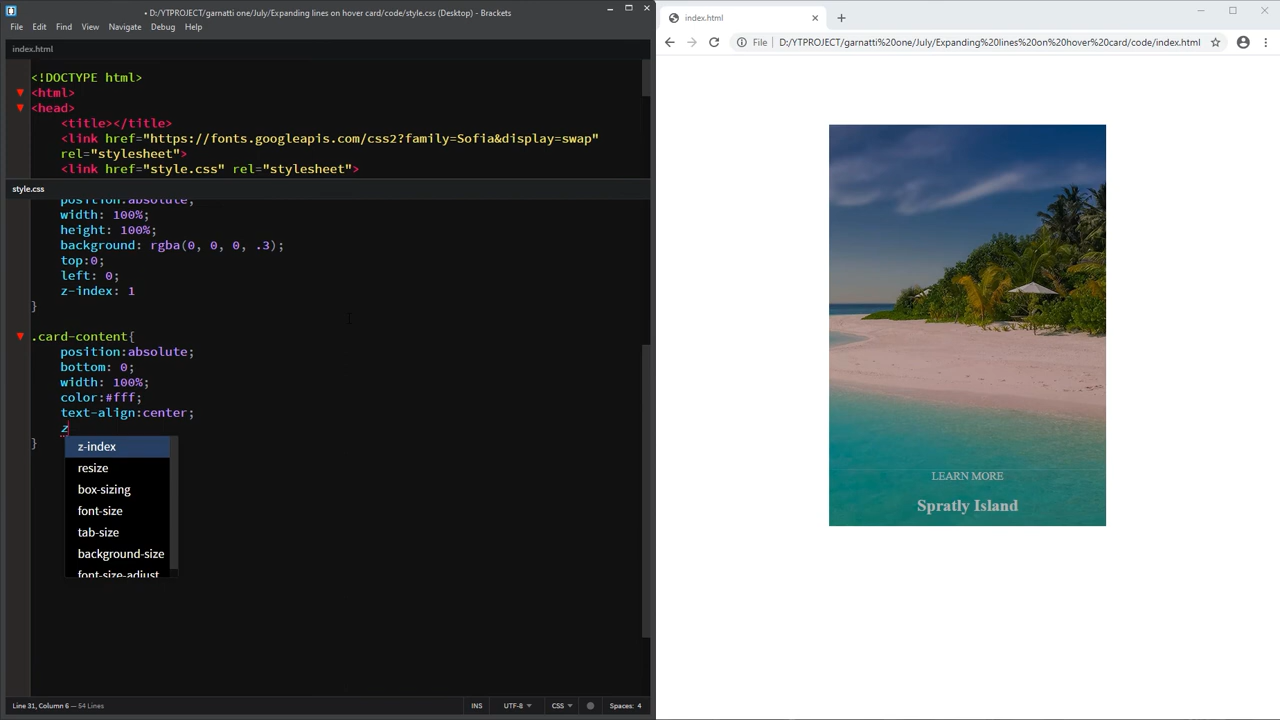 • D:/YTPROJECT/garnatti one/July/Expanding lines on hover card/code/style.css (Desktop) - Brackets
File Edit Find View Navigate Debug Help
index.html
<!DOCTYPE html>
<html>
<head>
<title></title>
<link href="https://fonts.googleapis.com/css2?family=Sofia&display=swap"
rel="stylesheet">
<link href="style.css" rel="stylesheet">
style.css
position:absolute;
width: 100%;
height: 100%;
background: rgba(0, 0, 0, .3);
top:0;
left: 0;
z-index: 1
}
.card-content{
position:absolute;
bottom: 0;
width: 100%;
color:#fff;
text-align:center;
z
}
z-index
resize
box-sizing
font-size
tab-size
background-size
font-size-adjust
Line 31, Column 6 — 54 Lines
INS UTF-8 CSS Spaces: 4
index.html
File D:/YTPROJECT/garnatti%20one/July/Expanding%20lines%20on%20hover%20card/code/index.html
LEARN MORE
Spratly Island